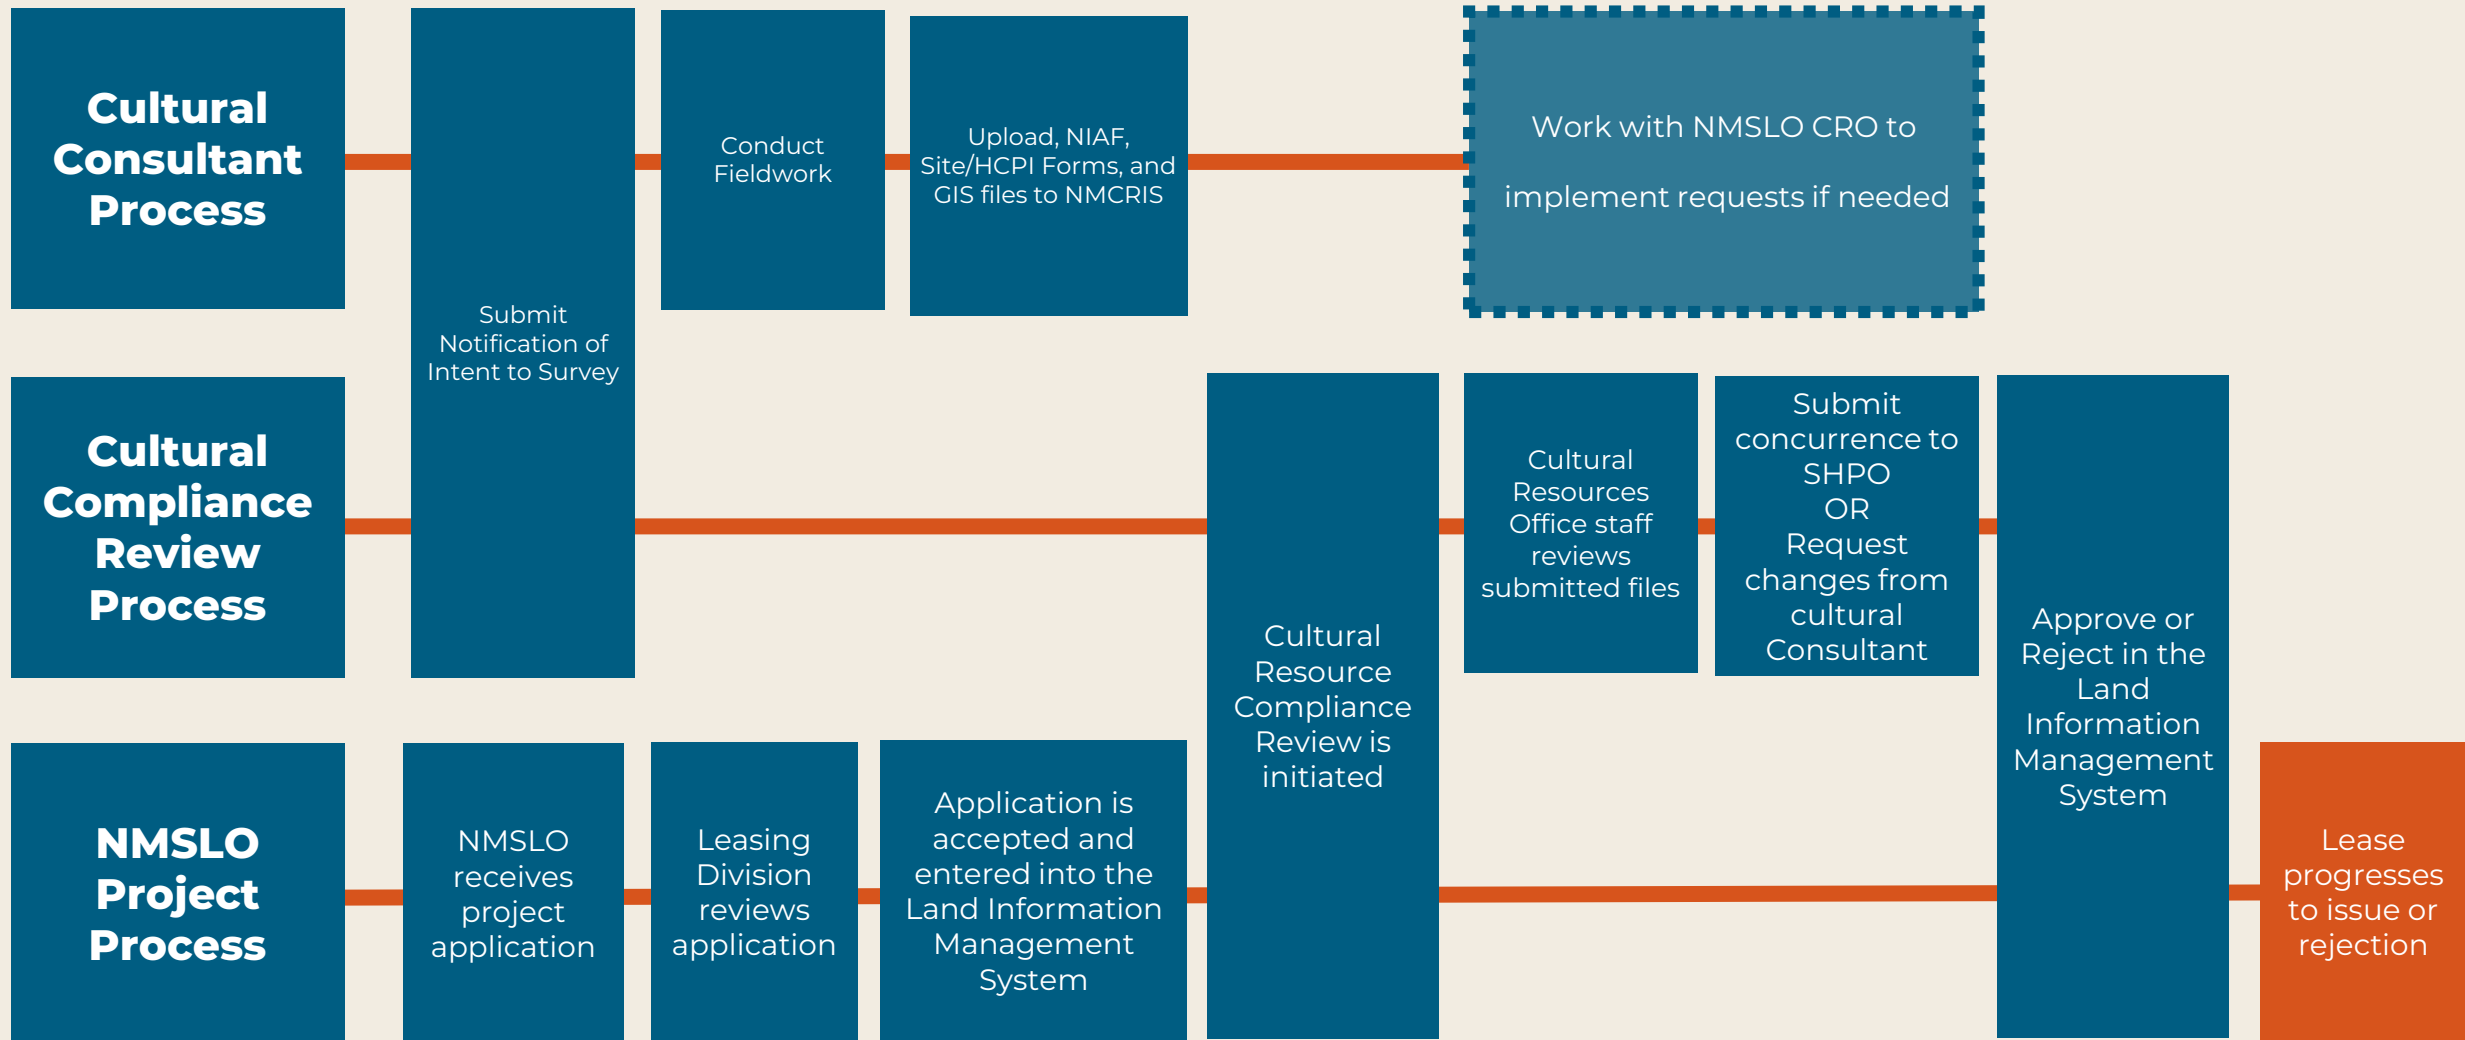 Cultural
Consultant
Process
Submit
Notification of
Intent to Survey
Conduct
Fieldwork
Upload, NIAF,
Site/HCPI Forms, and
GIS files to NMCRIS
Work with NMSLO CRO to
implement requests if needed
Cultural
Compliance
Review
Process
Cultural
Resource
Compliance
Review is
initiated
Cultural
Resources
Office staff
reviews
submitted files
Submit
concurrence to
SHPO
OR
Request
changes from
cultural
Consultant
Approve or
Reject in the
Land
Information
Management
System
NMSLO
Project
Process
NMSLO
receives
project
application
Leasing
Division
reviews
application
Application is
accepted and
entered into the
Land Information
Management
System
Lease
progresses
to issue or
rejection